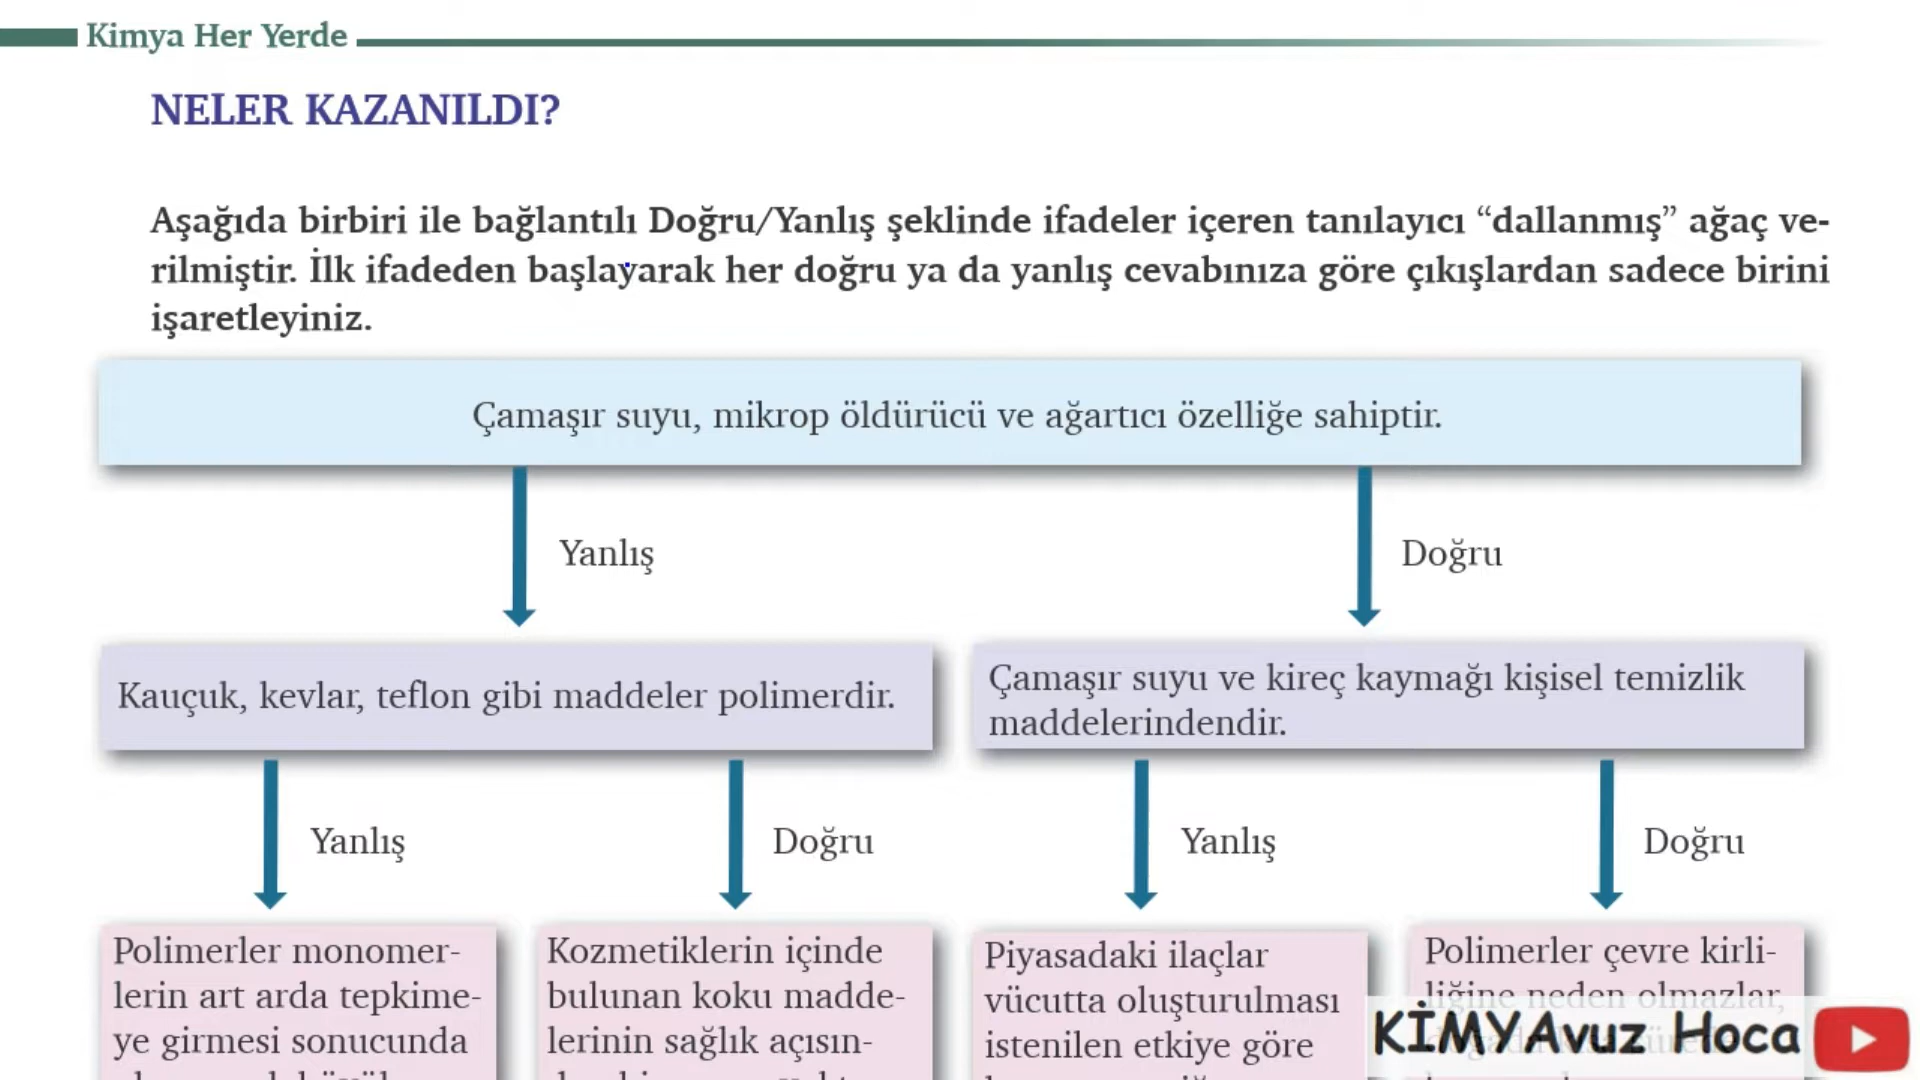 Kimya Her Yerde
NELER KAZANILDI?
Aşağıda birbiri ile bağlantılı Doğru/Yanlış şeklinde ifadeler içeren tanılayıcı “dallanmış” ağaç ve-
rilmiştir. İlk ifadeden başlayarak her doğru ya da yanlış cevabınıza göre çıkışlardan sadece birini
işaretleyiniz.
Çamaşır suyu, mikrop öldürücü ve ağartıcı özelliğe sahiptir.
Yanlış
Doğru
Kauçuk, kevlar, teflon gibi maddeler polimerdir.
Çamaşır suyu ve kireç kaymağı kişisel temizlik
maddelerindendir.
Yanlış
Doğru
Yanlış
Doğru
Polimerler monomer-
lerin art arda tepkime-
ye girmesi sonucunda
Kozmetiklerin içinde
bulunan koku madde-
lerinin sağlık açısın-
Piyasadaki ilaçlar
vücutta oluşturulması
istenilen etkiye göre
Polimerler çevre kirli-
liğine neden olmazlar,
KİMYAvuz Hoca